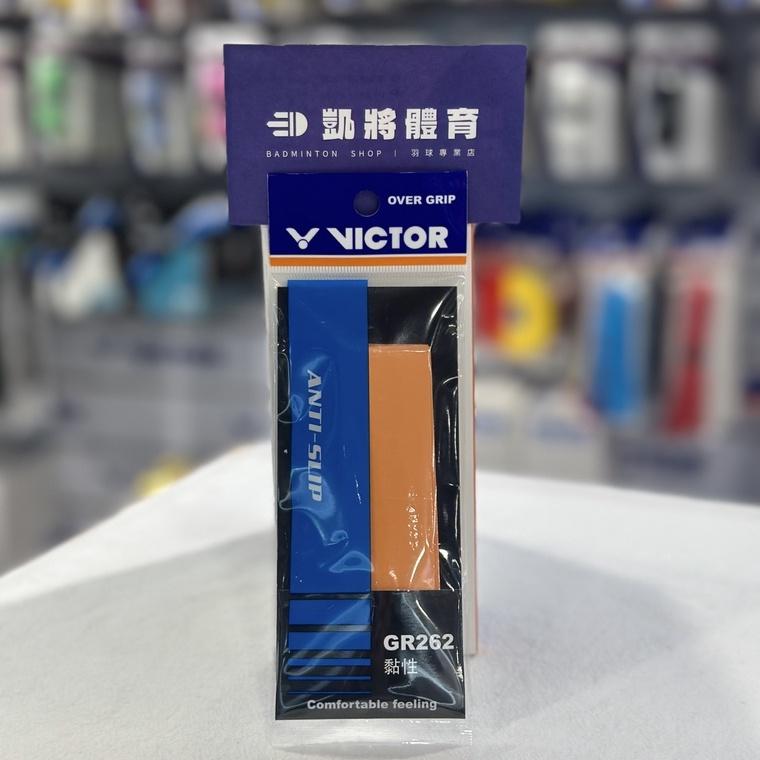 凱將體育
BADMINTON SHOP | 羽球專業店
OVER GRIP
VICTOR
ANTI-SLIP
GR262
黏性
Comfortable feeling